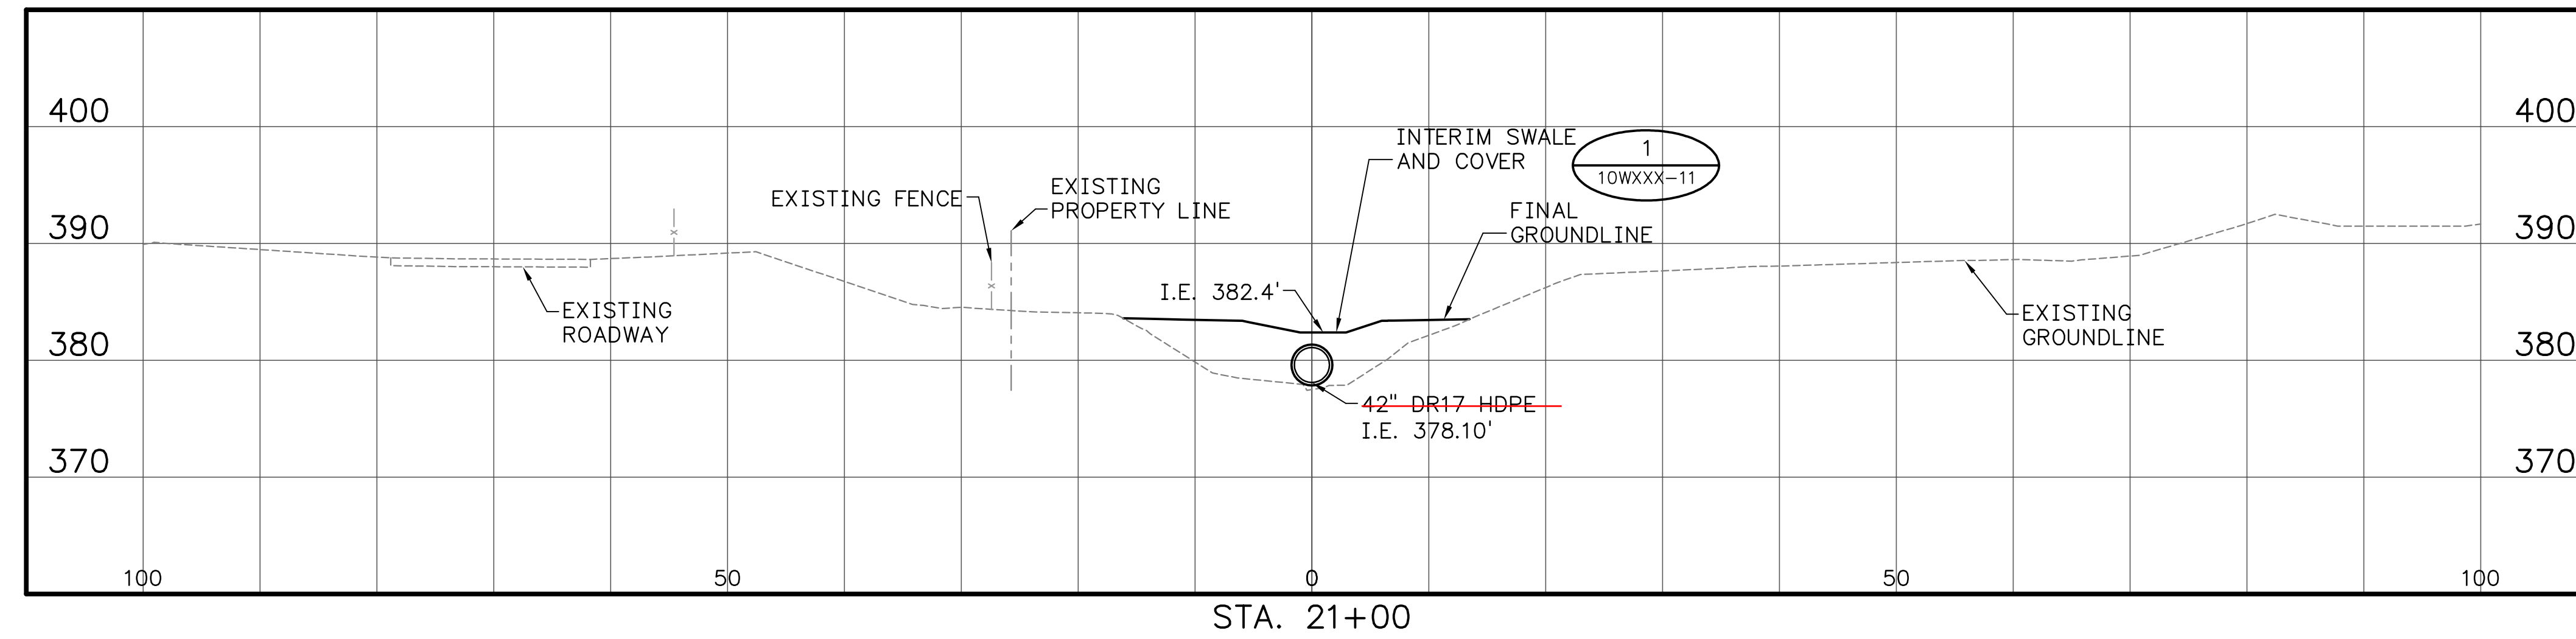 400
400
INTERIM SWALE
AND COVER
1
10WXXX-11
EXISTING FENCE
EXISTING
PROPERTY LINE
FINAL
GROUNDLINE
390
390
I.E. 382.4'
EXISTING
ROADWAY
EXISTING
GROUNDLINE
380
380
42" DR17 HDPE
I.E. 378.10'
370
370
100
50
0
50
100
STA. 21+00